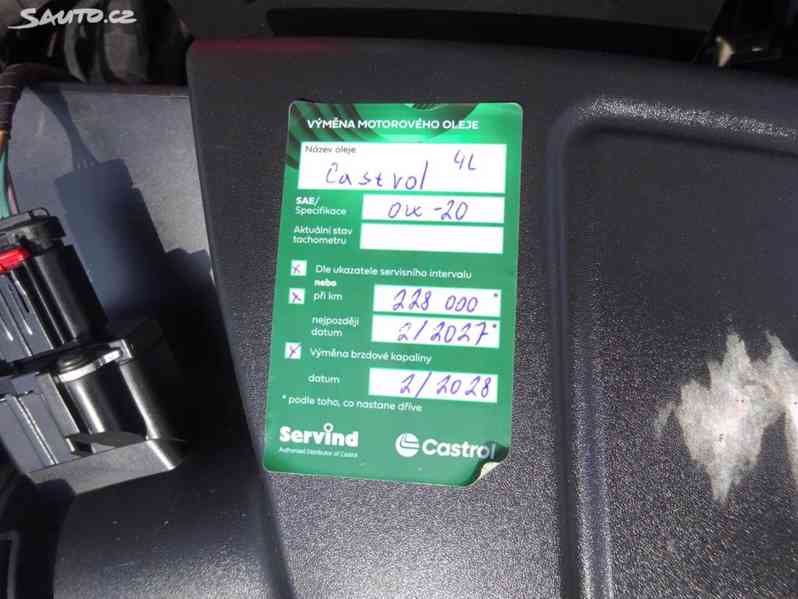 SAUTO.CZ
VÝMĚNA MOTOROVÉHO OLEJE
Název oleje
4L
Castrol
SAE/
Specifikace
0W-20
Aktuální stav
tachometru
x Dle ukazatele servisního intervalu
nebo
x při km
228 000 *
nejpozději
datum
2/2027 *
x Výměna brzdové kapaliny
datum
2/2028
* podle toho, co nastane dříve
Servind
Authorised Distributor of Castrol
Castrol